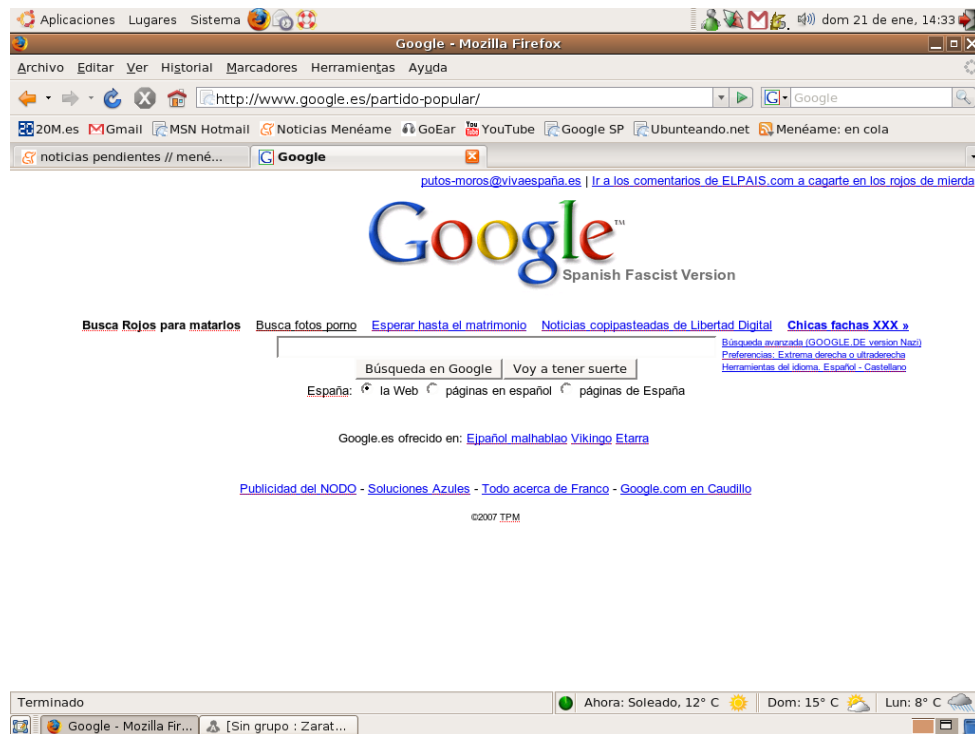 Aplicaciones Lugares Sistema dom 21 de ene, 14:33
Google - Mozilla Firefox
Archivo Editar Ver Historial Marcadores Herramientas Ayuda
http://www.google.es/partido-popular/ G Google
20M.es Gmail MSN Hotmail Noticias Menéame GoEar YouTube Google SP Ubunteando.net Menéame: en cola
noticias pendientes // mené... Google
putos-moros@vivaespaña.es | Ir a los comentarios de ELPAIS.com a cagarte en los rojos de mierda
Google™
Spanish Fascist Version
Busca Rojos para matarlos Busca fotos porno Esperar hasta el matrimonio Noticias copipasteadas de Libertad Digital Chicas fachas XXX »
Búsqueda avanzada (GOOGLE.DE version Nazi)
Preferencias: Extrema derecha o ultraderecha
Herramientas del idioma. Español - Castellano
Búsqueda en Google Voy a tener suerte
España: la Web páginas en español páginas de España
Google.es ofrecido en: Ejpañol malhablao Vikingo Etarra
Publicidad del NODO - Soluciones Azules - Todo acerca de Franco - Google.com en Caudillo
©2007 TPM
Terminado Ahora: Soleado, 12° C Dom: 15° C Lun: 8° C
Google - Mozilla Fir... [Sin grupo : Zarat...